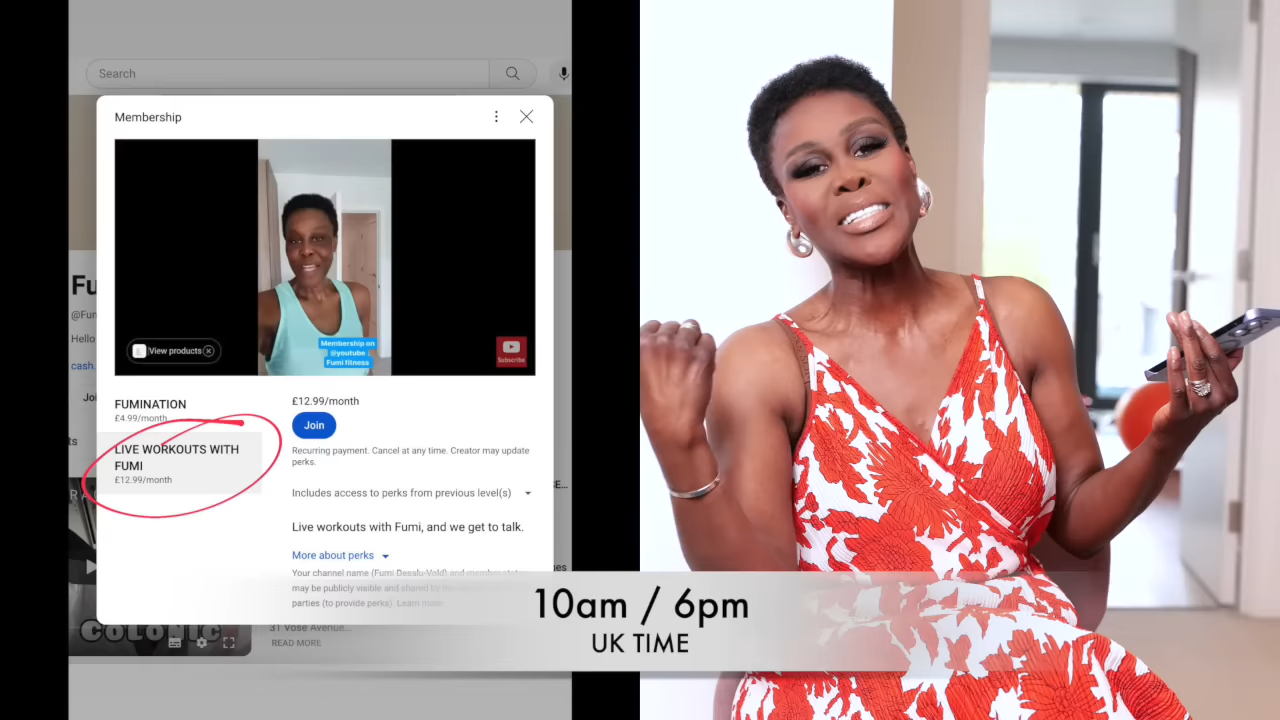 Search
Membership
Fu
@Fun
Hello
cash.
Joi
ts
View products
Membership on
@youtube
Fumi fitness
Subscribe
FUMINATION
£4.99/month
LIVE WORKOUTS WITH
FUMI
£12.99/month
£12.99/month
Join
Recurring payment. Cancel at any time. Creator may update
perks.
Includes access to perks from previous level(s)
Live workouts with Fumi, and we get to talk.
More about perks
Your channel name (Fumi Desalu-Vold) and member status
may be publicly visible and shared by
parties (to provide perks). Learn more
COLONIC
31 Vose Avenue...
READ MORE
10am / 6pm
UK TIME